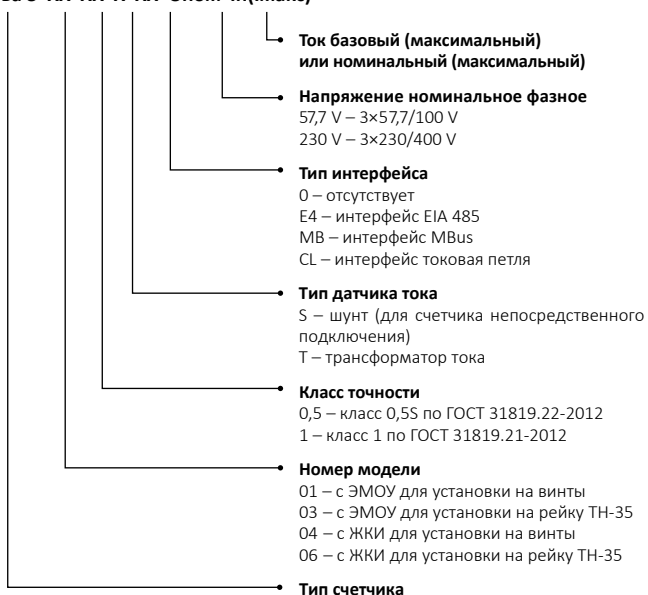 Ток базовый (максимальный)
или номинальный (максимальный)
Напряжение номинальное фазное
57,7 V – 3×57,7/100 V
230 V – 3×230/400 V
Тип интерфейса
0 – отсутствует
E4 – интерфейс EIA 485
MB – интерфейс MBus
CL – интерфейс токовая петля
Тип датчика тока
S – шунт (для счетчика непосредственного
подключения)
T – трансформатор тока
Класс точности
0,5 – класс 0,5S по ГОСТ 31819.22-2012
1 – класс 1 по ГОСТ 31819.21-2012
Номер модели
01 – с ЭМОУ для установки на винты
03 – с ЭМОУ для установки на рейку ТН-35
04 – с ЖКИ для установки на винты
06 – с ЖКИ для установки на рейку ТН-35
Тип счетчика